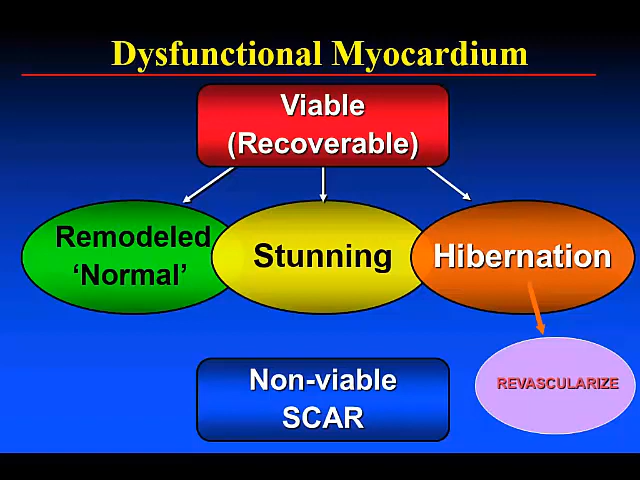 Dysfunctional Myocardium
Viable
(Recoverable)
Remodeled
‘Normal’
Stunning
Hibernation
REVASCULARIZE
Non-viable
SCAR